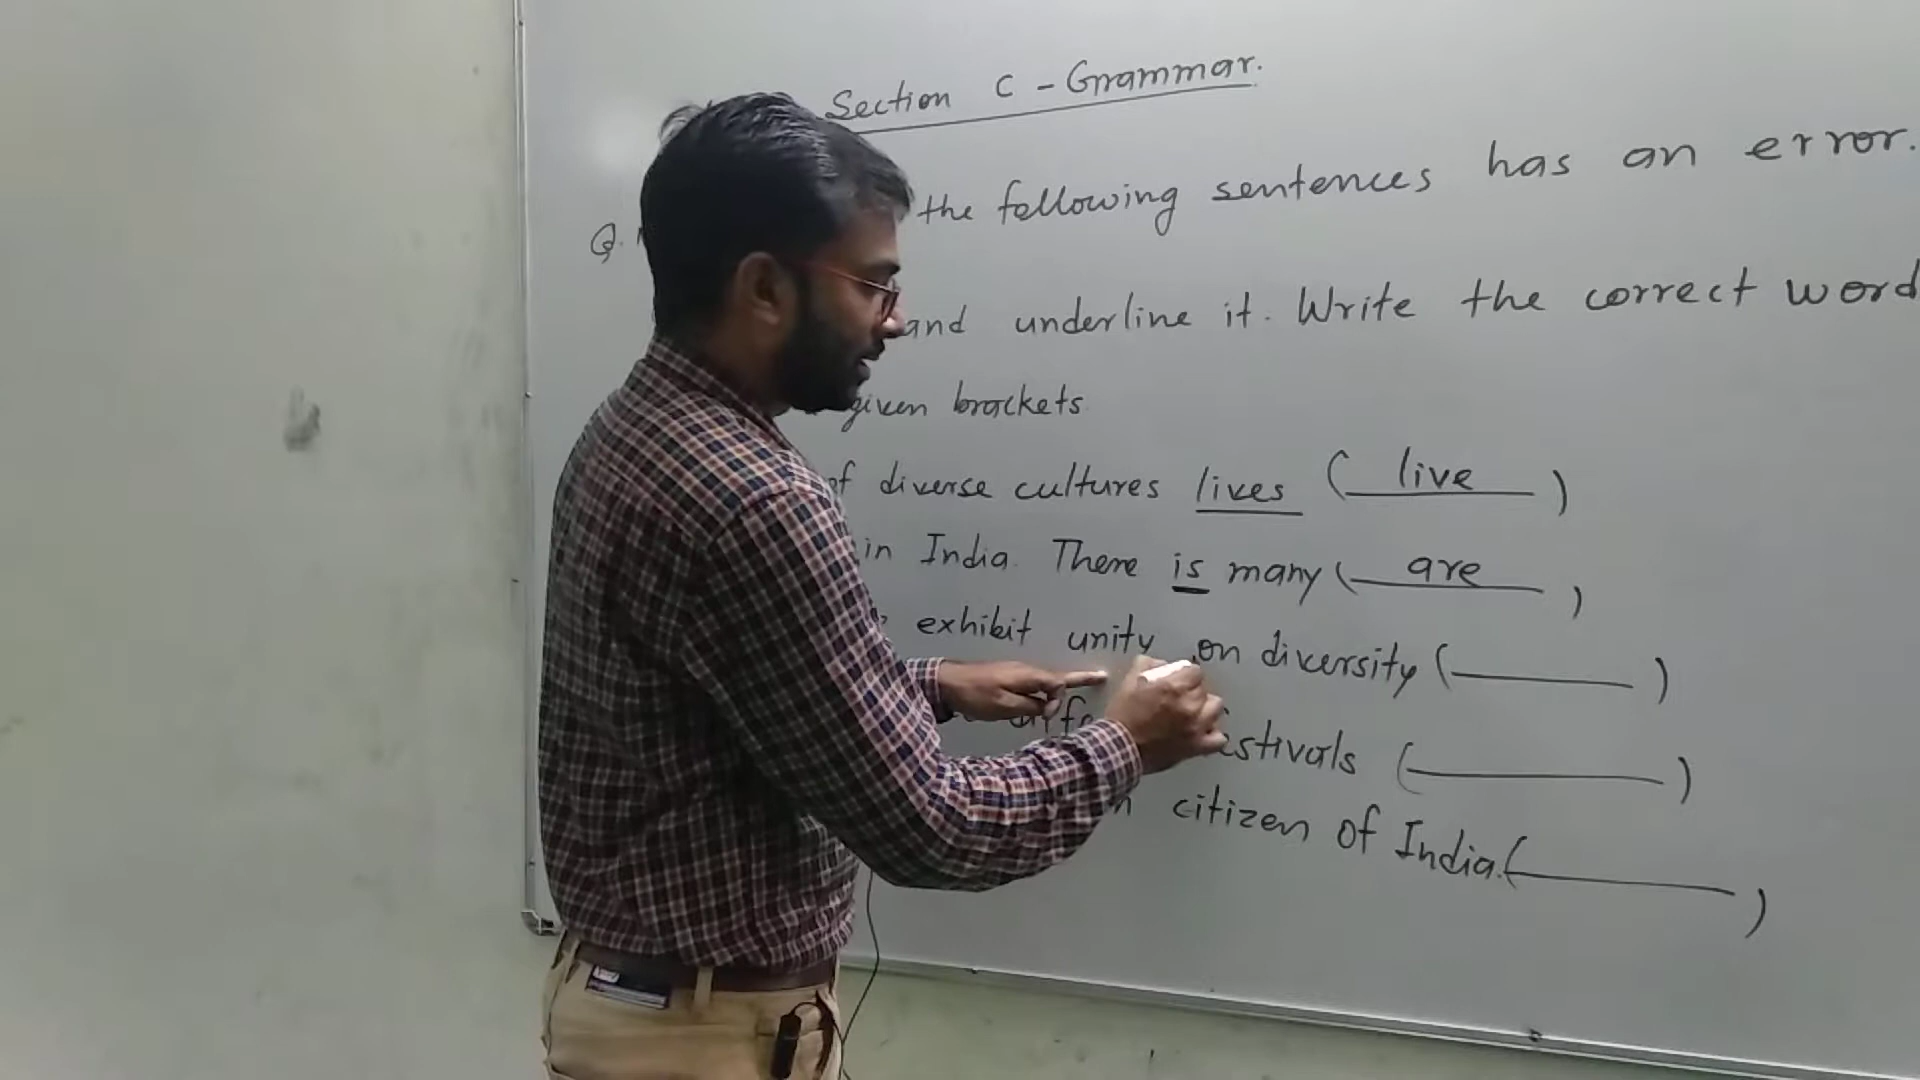 Section C - Grammar.
Q. the following sentences has an error.
and underline it. Write the correct word
given brackets
of diverse cultures lives ( live )
in India. There is many ( are )
exhibit unity on diversity ( )
estivals ( )
citizen of India. ( )